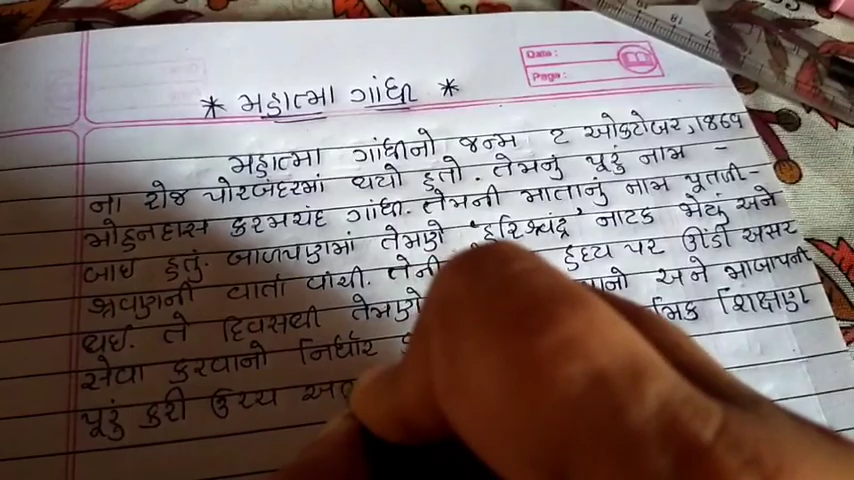 Date:
Page:
* મહાત્મા ગાંધી *
મહાત્મા ગાંધીનો જન્મ ૨ ઓક્ટોબર, 1869
ના રોજ પોરબંદરમાં થયો હતો. તેમનું પૂરું નામ -
મોહનદાસ કરમચંદ ગાંધી. તેમની માતાનું નામ પૂતળી-
બાઈ હતું. બાળપણમાં તેમણે 'હરિશ્ચંદ્ર' નાટક જોયું અને
શ્રવણની વાર્તા વાંચી. તેની હૃદય પર ઊંડી અસર
થઈ. તે દિવસથી તેમણે અને માબાપની
સેવા કરવાનો નિર્ધાર શિક્ષણ
પૂરું કરી ઉચ્ચ